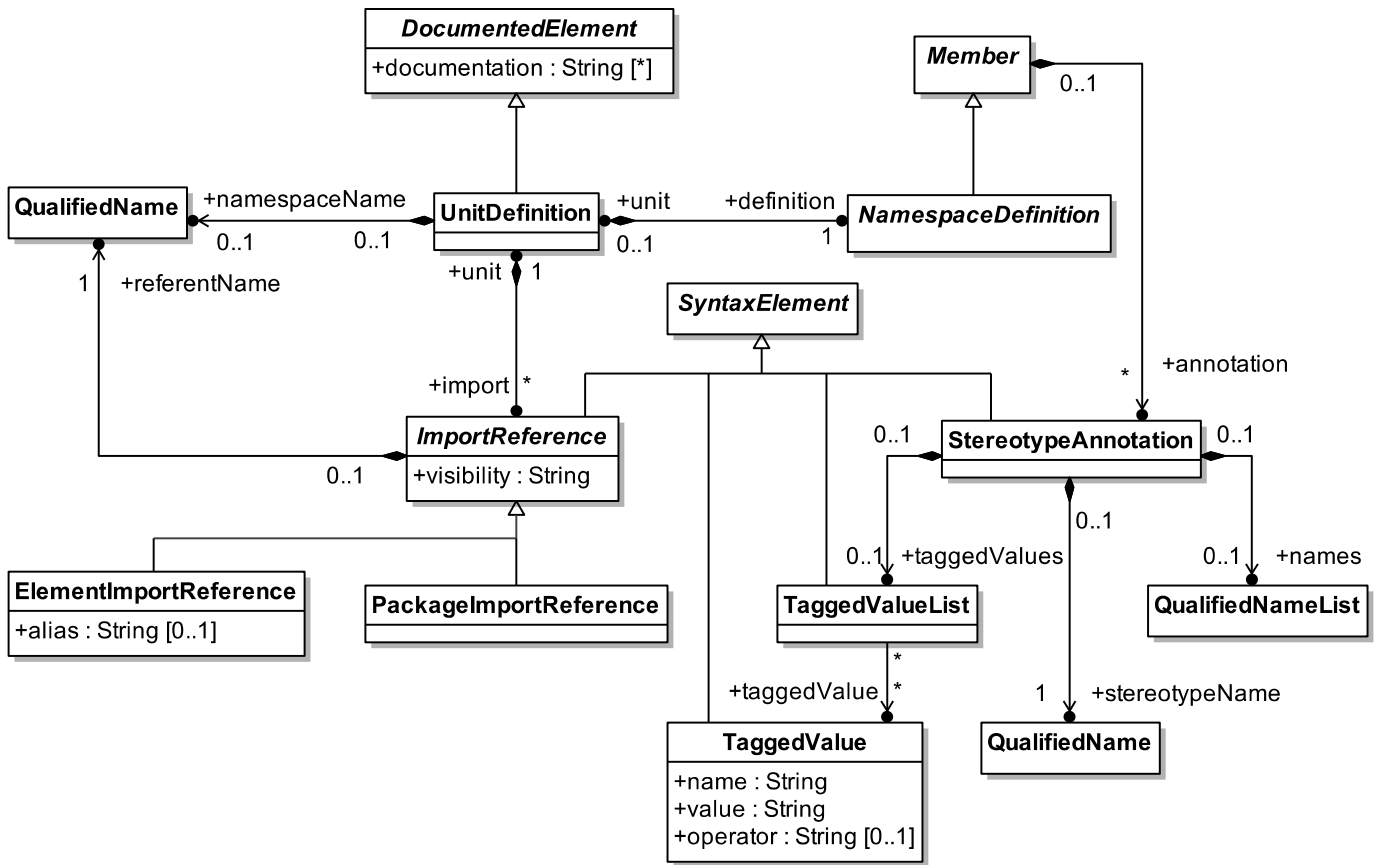 DocumentedElement
+documentation : String [*]
Member
0..1
QualifiedName
+namespaceName
0..1
0..1
UnitDefinition
+unit
0..1
+definition
1
NamespaceDefinition
1
+referentName
+unit
1
SyntaxElement
+import
*
*
+annotation
ImportReference
+visibility : String
0..1
0..1
StereotypeAnnotation
0..1
0..1
0..1
+taggedValues
0..1
+names
ElementImportReference
+alias : String [0..1]
PackageImportReference
TaggedValueList
QualifiedNameList
*
+taggedValue
*
1
+stereotypeName
TaggedValue
+name : String
+value : String
+operator : String [0..1]
QualifiedName